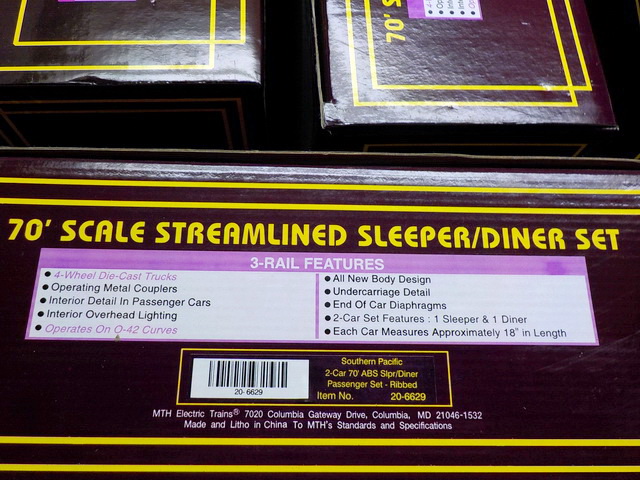 70'
70' SCALE STREAMLINED SLEEPER/DINER SET
3-RAIL FEATURES
• 4-Wheel Die-Cast Trucks
• Operating Metal Couplers
• Interior Detail In Passenger Cars
• Interior Overhead Lighting
• Operates On O-42 Curves
• All New Body Design
• Undercarriage Detail
• End Of Car Diaphragms
• 2-Car Set Features : 1 Sleeper & 1 Diner
• Each Car Measures Approximately 18" in Length
20-6629
Southern Pacific
2-Car 70' ABS Slpr/Diner
Passenger Set - Ribbed
Item No. 20-6629
MTH Electric Trains® 7020 Columbia Gateway Drive, Columbia, MD 21046-1532
Made and Litho in China To MTH's Standards and Specifications